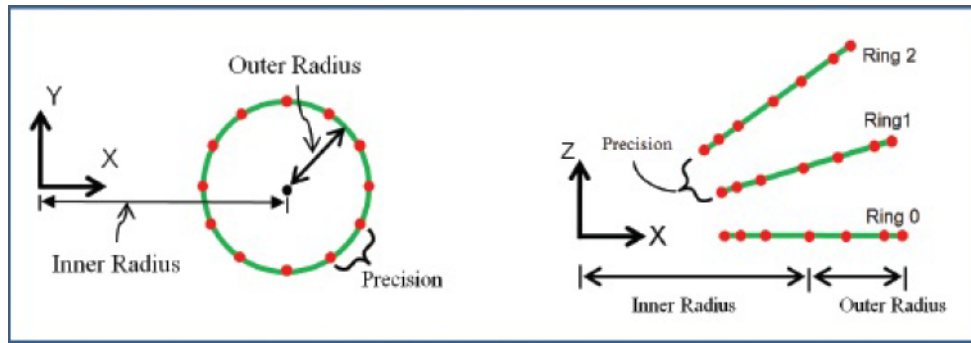 Outer Radius
Y
X
Inner Radius
Precision
Ring 2
Ring1
Precision
Z
Ring 0
X
Inner Radius
Outer Radius